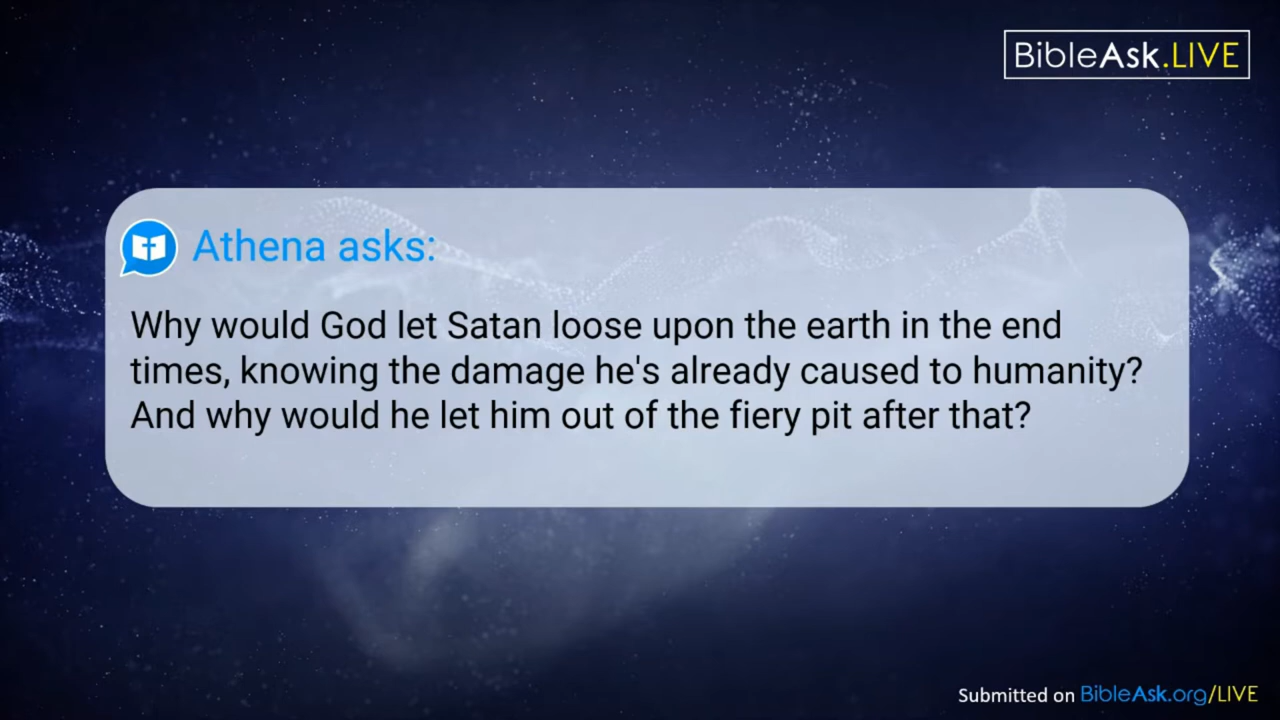 BibleAsk.LIVE
Athena asks:
Why would God let Satan loose upon the earth in the end
times, knowing the damage he's already caused to humanity?
And why would he let him out of the fiery pit after that?
Submitted on BibleAsk.org/LIVE